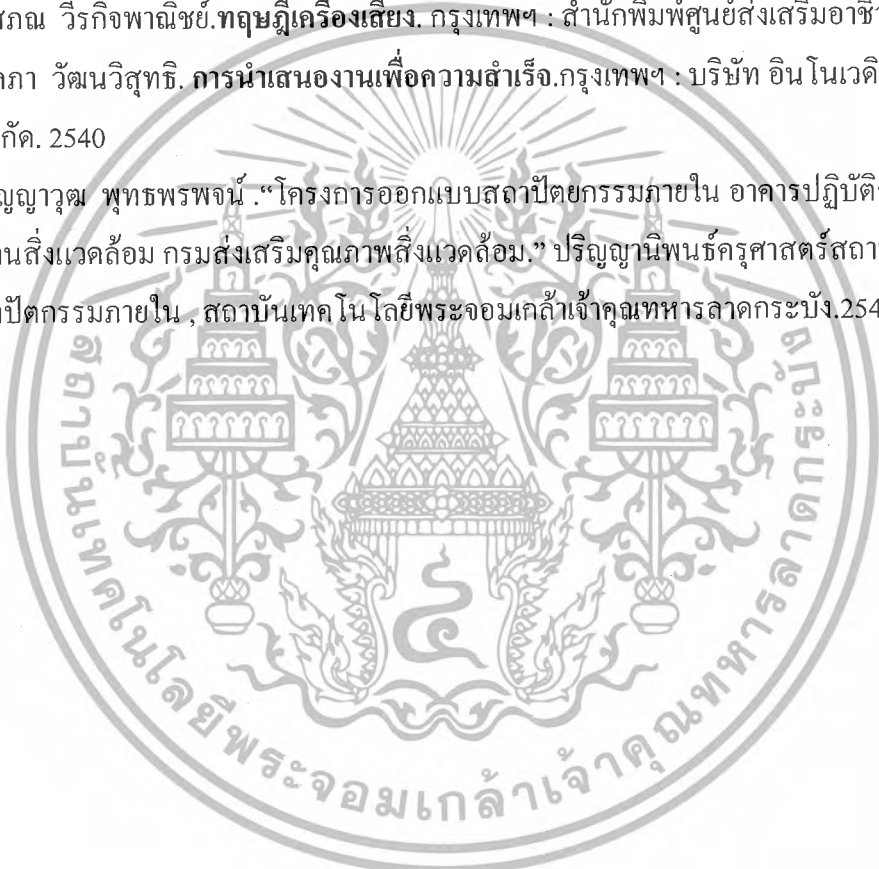 สภณ วีรกิจพาณิชย์.ทฤษฎีเครื่องเสียง. กรุงเทพฯ : สำนักพิมพ์ศูนย์ส่งเสริมอาชีว
ภา วัฒนวิสุทธิ. การนำเสนองานเพื่อความสำเร็จ.กรุงเทพฯ : บริษัท อินโนเวดิ
กัด. 2540
ญญาวุฒ พุทธพรพจน์ .“โครงการออกแบบสถาปัตยกรรมภายใน อาคารปฏิบัติ
นสิ่งแวดล้อม กรมส่งเสริมคุณภาพสิ่งแวดล้อม.” ปริญญานิพนธ์ครุศาสตร์สถา
าปัตกรรมภายใน , สถาบันเทคโนโลยีพระจอมเกล้าเจ้าคุณทหารลาดกระบัง.254
สถาบันเทคโนโลยีพระจอมเกล้าเจ้าคุณทหารลาดกระบัง